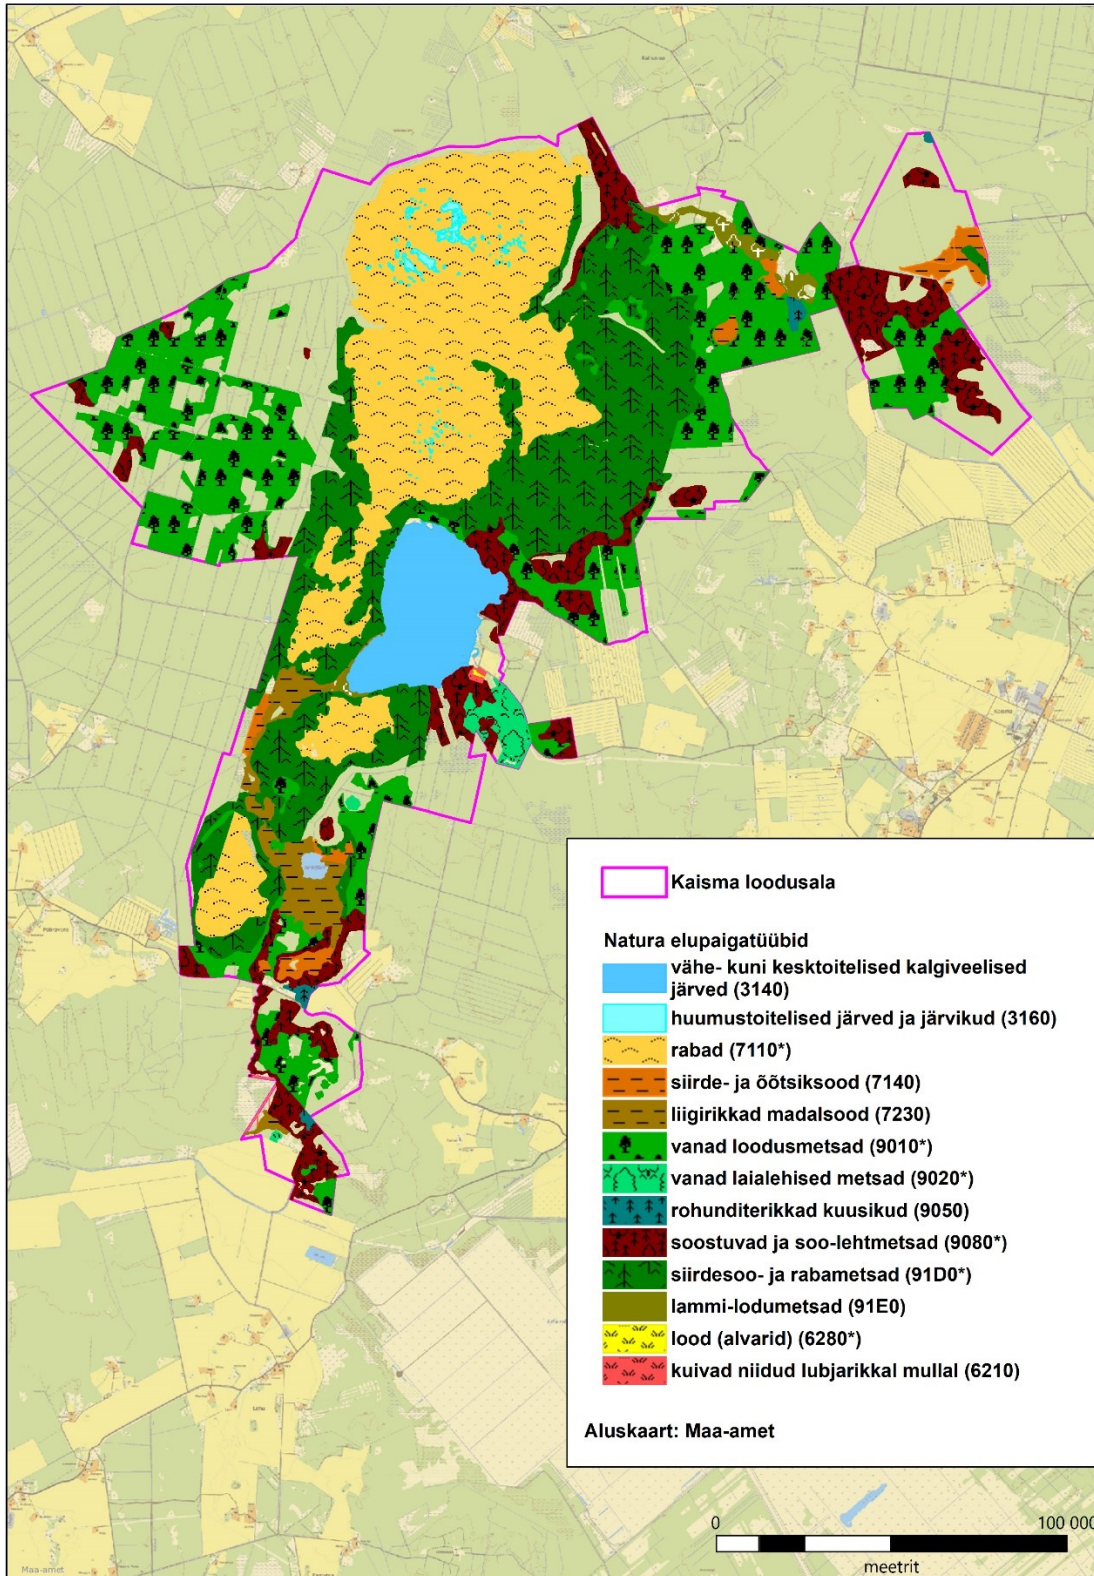 Kaisma loodusala
Natura elupaigatüübid
vähe- kuni kesktoitelised kalgiveelised
järved (3140)
huumustoitelised järved ja järvikud (3160)
rabad (7110*)
siirde- ja õõtsiksood (7140)
liigirikkad madalsood (7230)
vanad loodusmetsad (9010*)
vanad laialehised metsad (9020*)
rohunditerikkad kuusikud (9050)
soostuvad ja soo-lehtmetsad (9080*)
siirdesoo- ja rabametsad (91D0*)
lammi-lodumetsad (91E0)
lood (alvarid) (6280*)
kuivad niidud lubjarikkal mullal (6210)
Aluskaart: Maa-amet
0 100 000
meetrit
Maa-amet